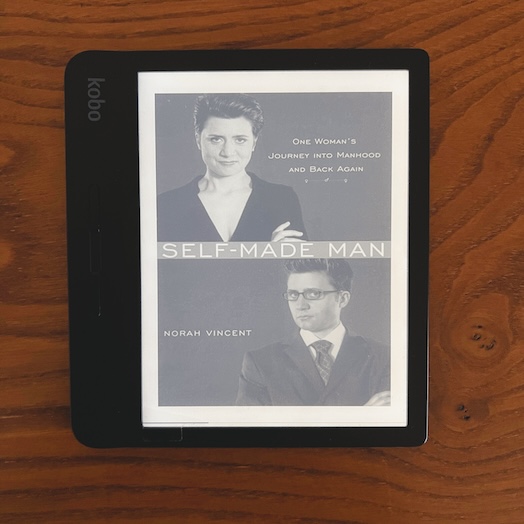 kobo
ONE WOMAN'S
JOURNEY INTO MANHOOD
AND BACK AGAIN
SELF-MADE MAN
NORAH VINCENT